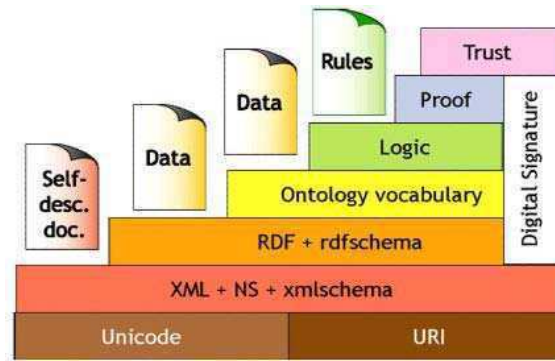 Rules
Trust
Data
Proof
Data
Logic
Self-
desc.
doc.
Ontology vocabulary
Digital Signature
RDF + rdfschema
XML + NS + xmlschema
Unicode
URI